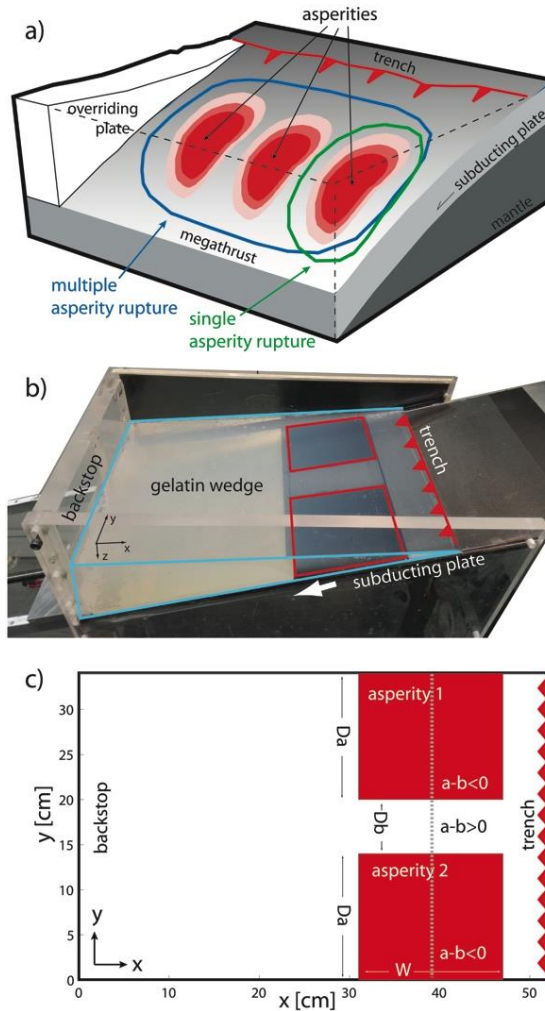 a)
asperities
trench
overriding
plate
subducting plate
mantle
megathrust
multiple
asperity rupture
single
asperity rupture
b)
backstop
gelatin wedge
trench
y
x
z
subducting plate
c)
30
25
20
15
10
5
0
y [cm]
backstop
y
x
Da
asperity 1
a-b<0
Db
a-b>0
trench
Da
asperity 2
a-b<0
W
0
10
20
30
40
50
x [cm]